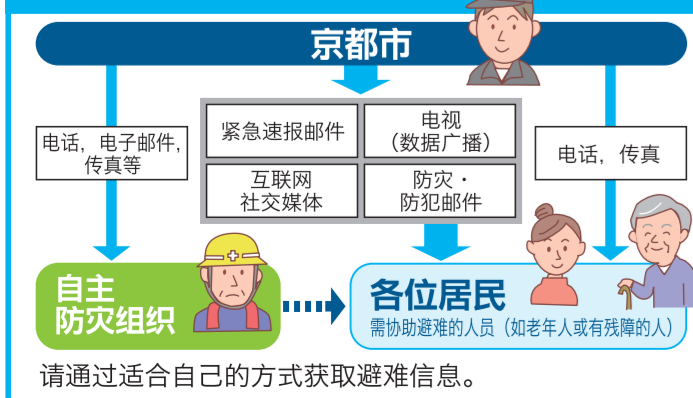 京都市
电话，电子邮件，
传真等
紧急速报邮件
电视
（数据广播）
互联网
社交媒体
防灾・
防犯邮件
电话，传真
自主
防灾组织
各位居民
需协助避难的人员（如老年人或有残障的人）
请通过适合自己的方式获取避难信息。